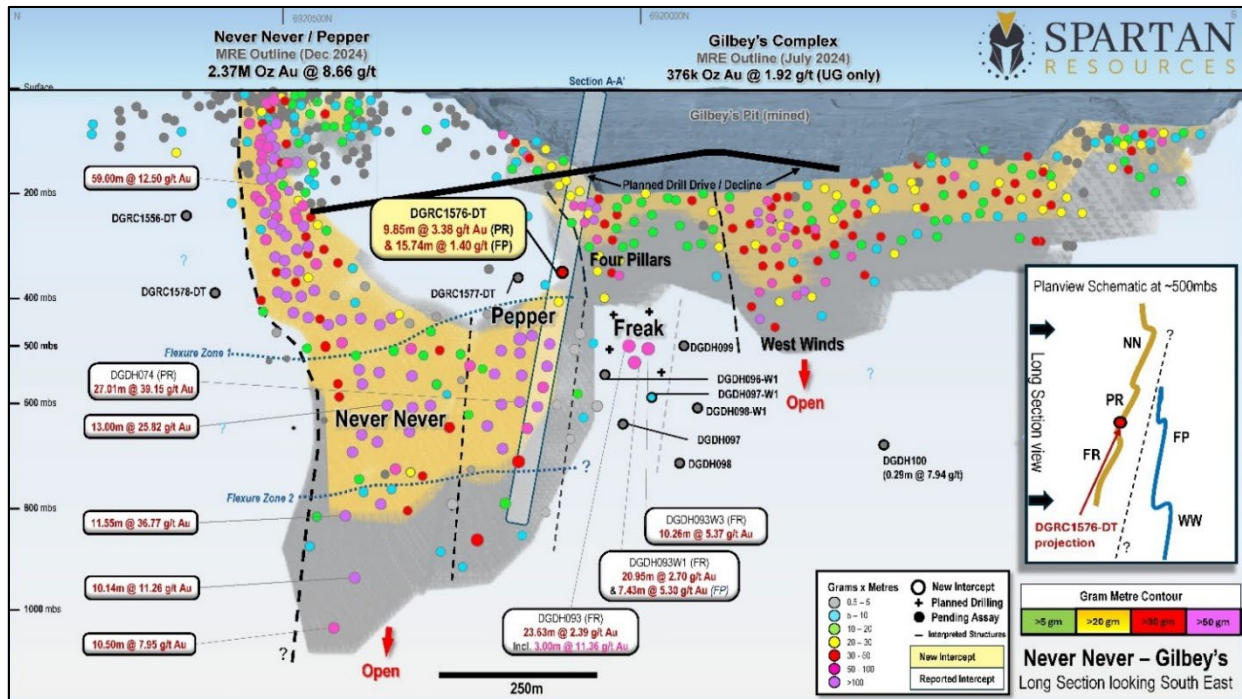 N
6920500N
6920000N
S
Never Never / Pepper
MRE Outline (Dec 2024)
2.37M Oz Au @ 8.66 g/t
Gilbey's Complex
MRE Outline (July 2024)
376k Oz Au @ 1.92 g/t (UG only)
SPARTAN
RESOURCES
Section A-A'
Surface
Gilbey's Pit (mined)
59.00m @ 12.50 g/t Au
Planned Drill Drive / Decline
200 mbs
DGRC1556-DT
DGRC1576-DT
9.85m @ 3.38 g/t Au (PR)
& 15.74m @ 1.40 g/t (FP)
?
Four Pillars
DGRC1578-DT
DGRC1577-DT
400 mbs
Pepper
Freak
West Winds
Flexure Zone 1
500 mbs
DGDH099
?
DGDH074 (PR)
27.01m @ 39.15 g/t Au
DGDH096-W1
DGDH097-W1
Open
600 mbs
13.00m @ 25.82 g/t Au
Never Never
DGDH098-W1
?
DGDH097
DGDH098
DGDH100
(0.29m @ 7.94 g/t)
?
Flexure Zone 2
800 mbs
11.55m @ 36.77 g/t Au
DGDH093W3 (FR)
10.26m @ 5.37 g/t Au
DGDH093W1 (FR)
20.95m @ 2.70 g/t Au
& 7.43m @ 5.30 g/t Au (FP)
10.14m @ 11.26 g/t Au
DGDH093 (FR)
23.63m @ 2.39 g/t Au
Incl. 3.00m @ 11.36 g/t Au
1000 mbs
10.50m @ 7.95 g/t Au
?
Open
250m
Planview Schematic at ~500mbs
Long Section view
NN
?
PR
FP
FR
WW
DGRC1576-DT
projection
?
Grams x Metres
0.5 – 5
5 – 10
10 – 20
20 – 30
30 - 50
50 - 100
>100
New Intercept
Planned Drilling
Pending Assay
Interpreted Structures
New Intercept
Reported Intercept
Gram Metre Contour
>5 gm
>20 gm
>30 gm
>50 gm
Never Never – Gilbey's
Long Section looking South East